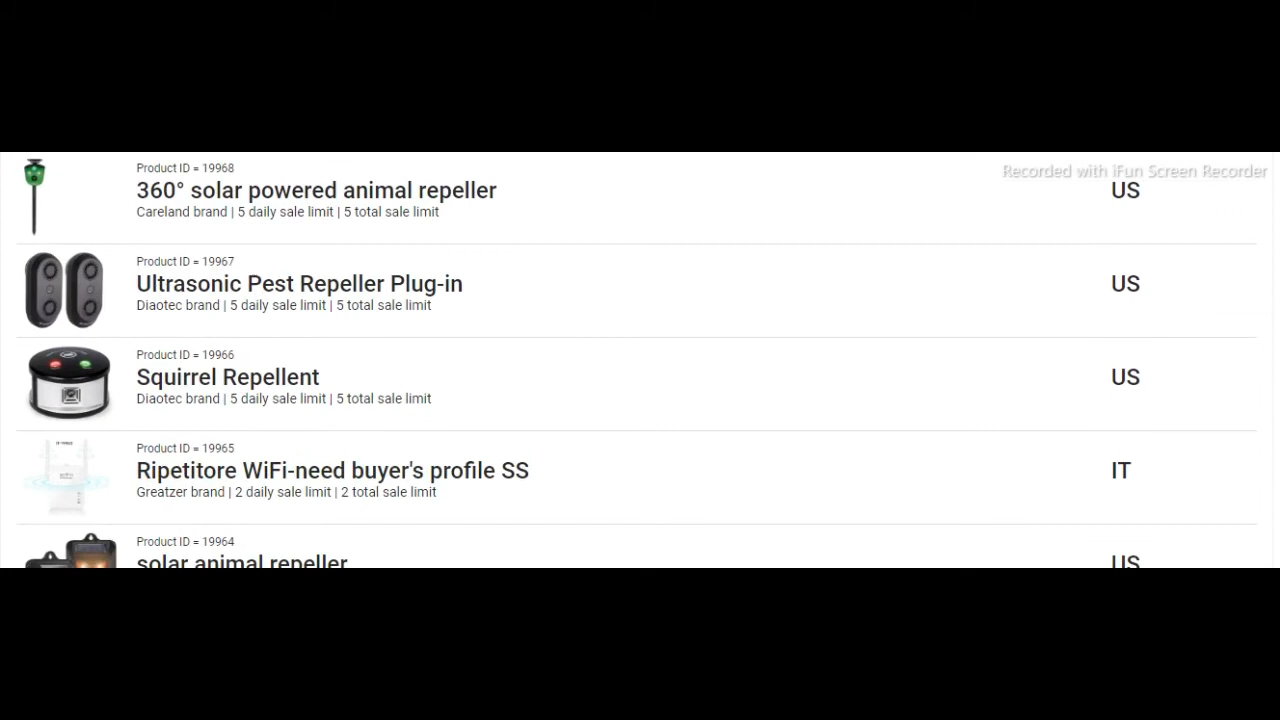 Recorded with iFun Screen Recorder
Product ID = 19968
360° solar powered animal repeller
US
Careland brand | 5 daily sale limit | 5 total sale limit
Product ID = 19967
Ultrasonic Pest Repeller Plug-in
US
Diaotec brand | 5 daily sale limit | 5 total sale limit
Product ID = 19966
Squirrel Repellent
US
Diaotec brand | 5 daily sale limit | 5 total sale limit
Product ID = 19965
Ripetitore WiFi-need buyer's profile SS
IT
Greatzer brand | 2 daily sale limit | 2 total sale limit
Product ID = 19964
solar animal repeller
US